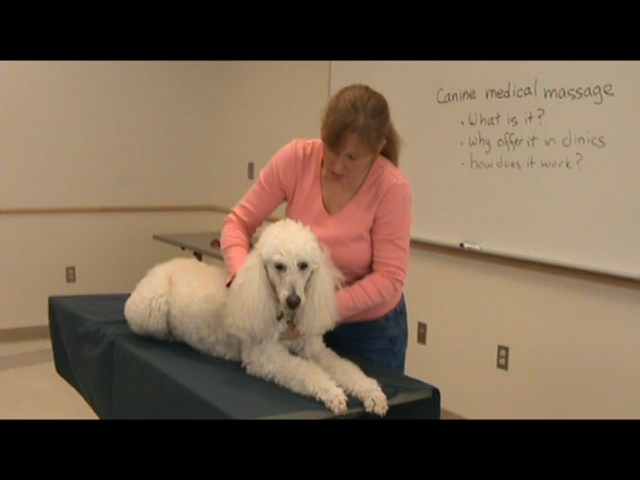 Canine medical massage
• What is it?
• Why offer it in clinics
• how does it work?